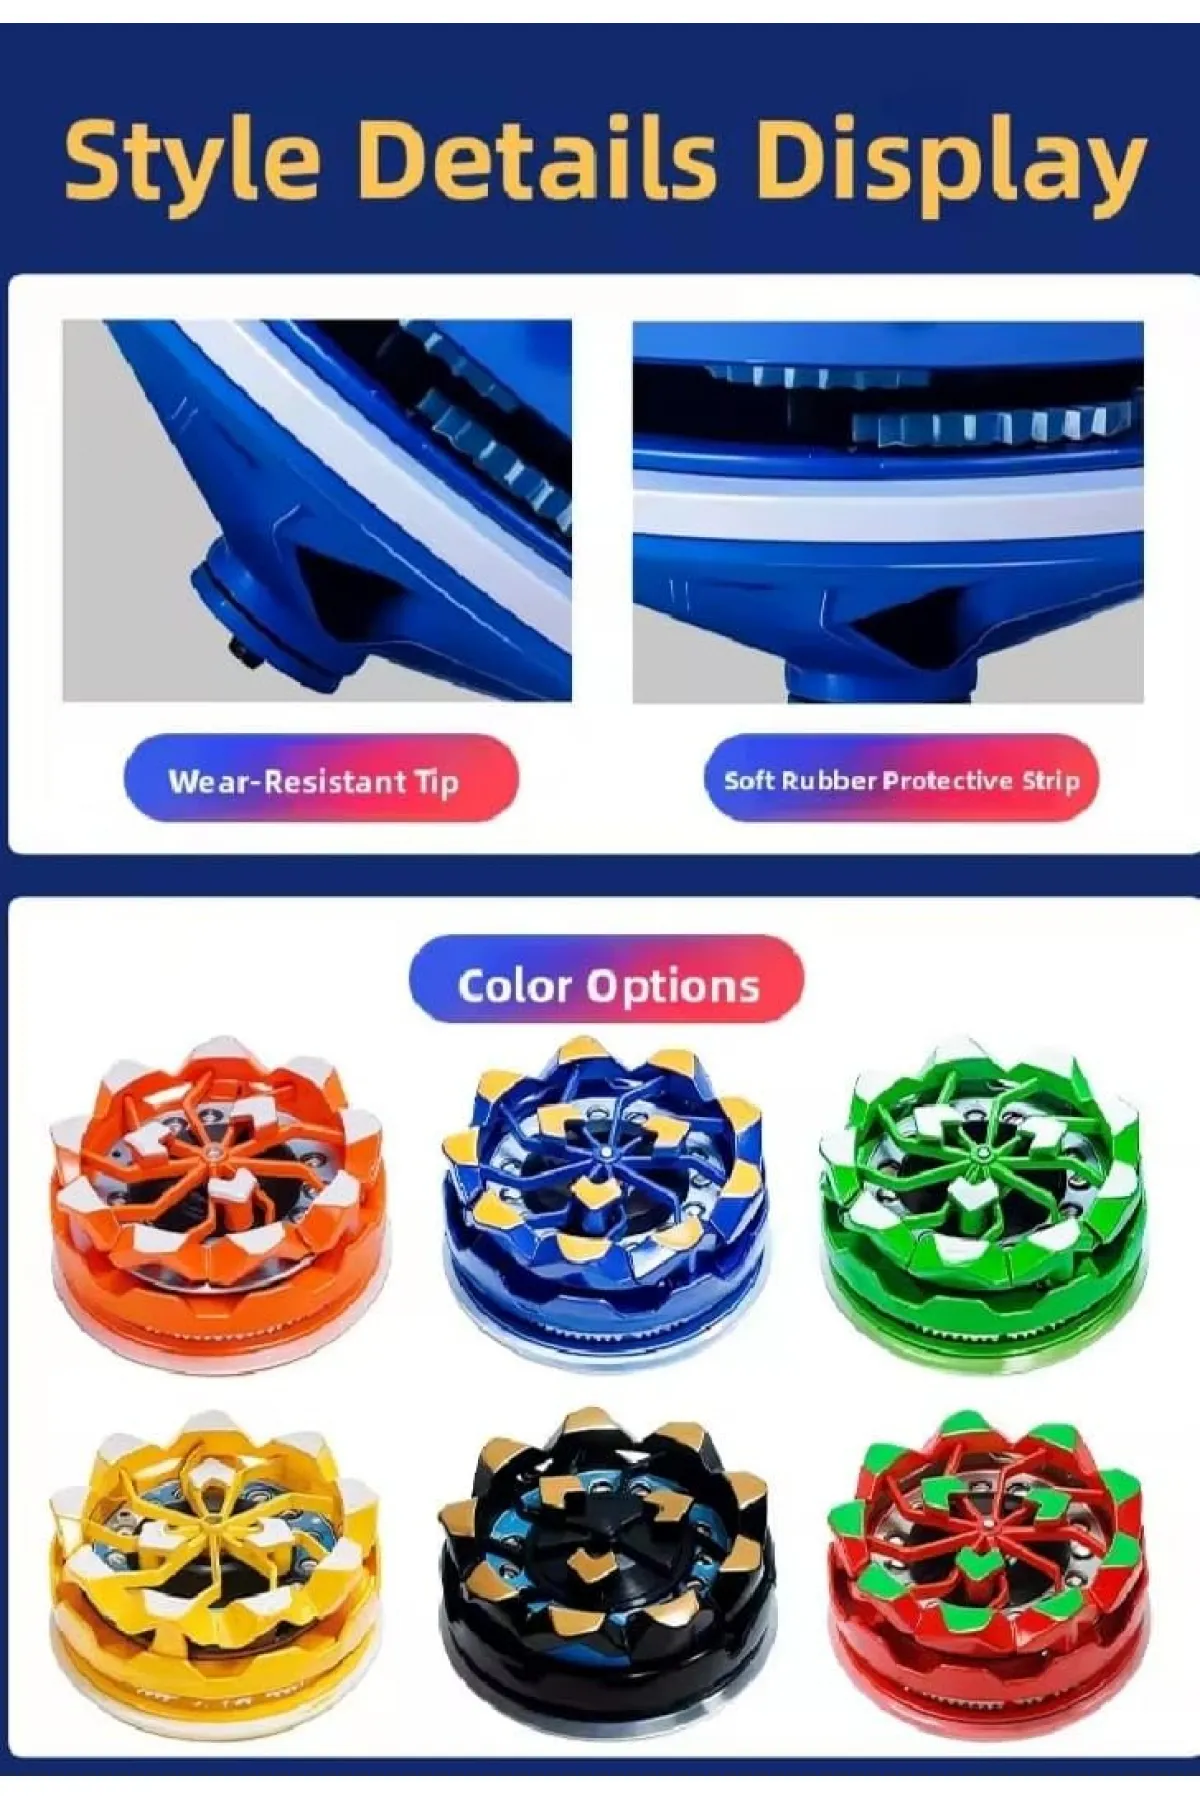 Style Details Display
Wear-Resistant Tip
Soft Rubber Protective Strip
Color Options